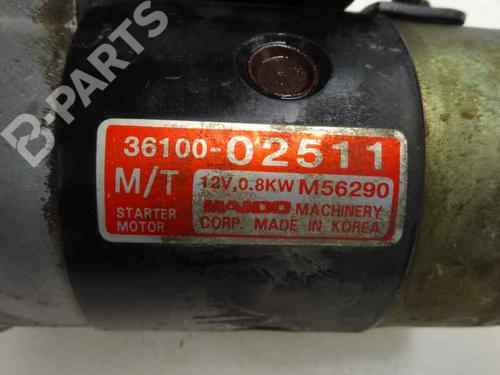 B-PARTS
36100-02511
M/T 12V,0.8KW M56290
STARTER MANDO MACHINERY
MOTOR CORP. MADE IN KOREA